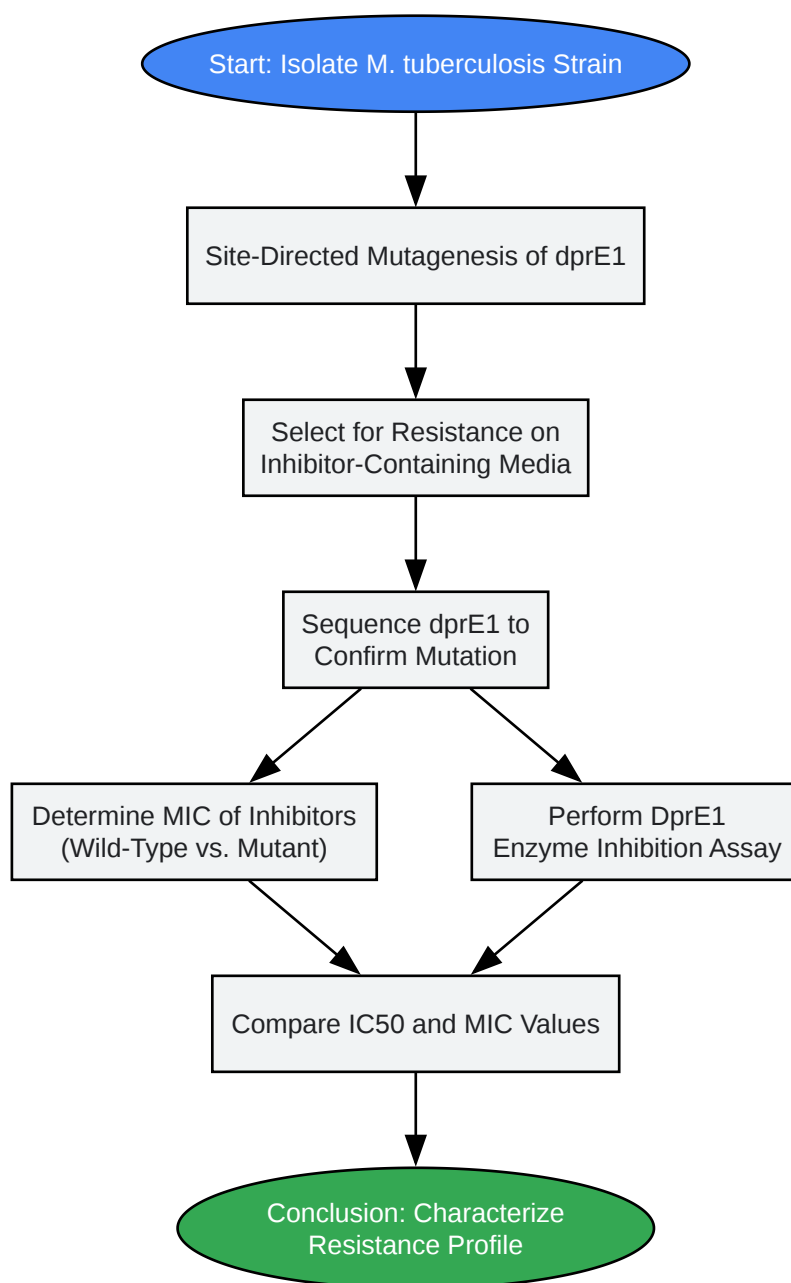 Start: Isolate M. tuberculosis Strain
Site-Directed Mutagenesis of dprE1
Select for Resistance on
Inhibitor-Containing Media
Sequence dprE1 to
Confirm Mutation
Determine MIC of Inhibitors
(Wild-Type vs. Mutant)
Perform DprE1
Enzyme Inhibition Assay
Compare IC50 and MIC Values
Conclusion: Characterize
Resistance Profile